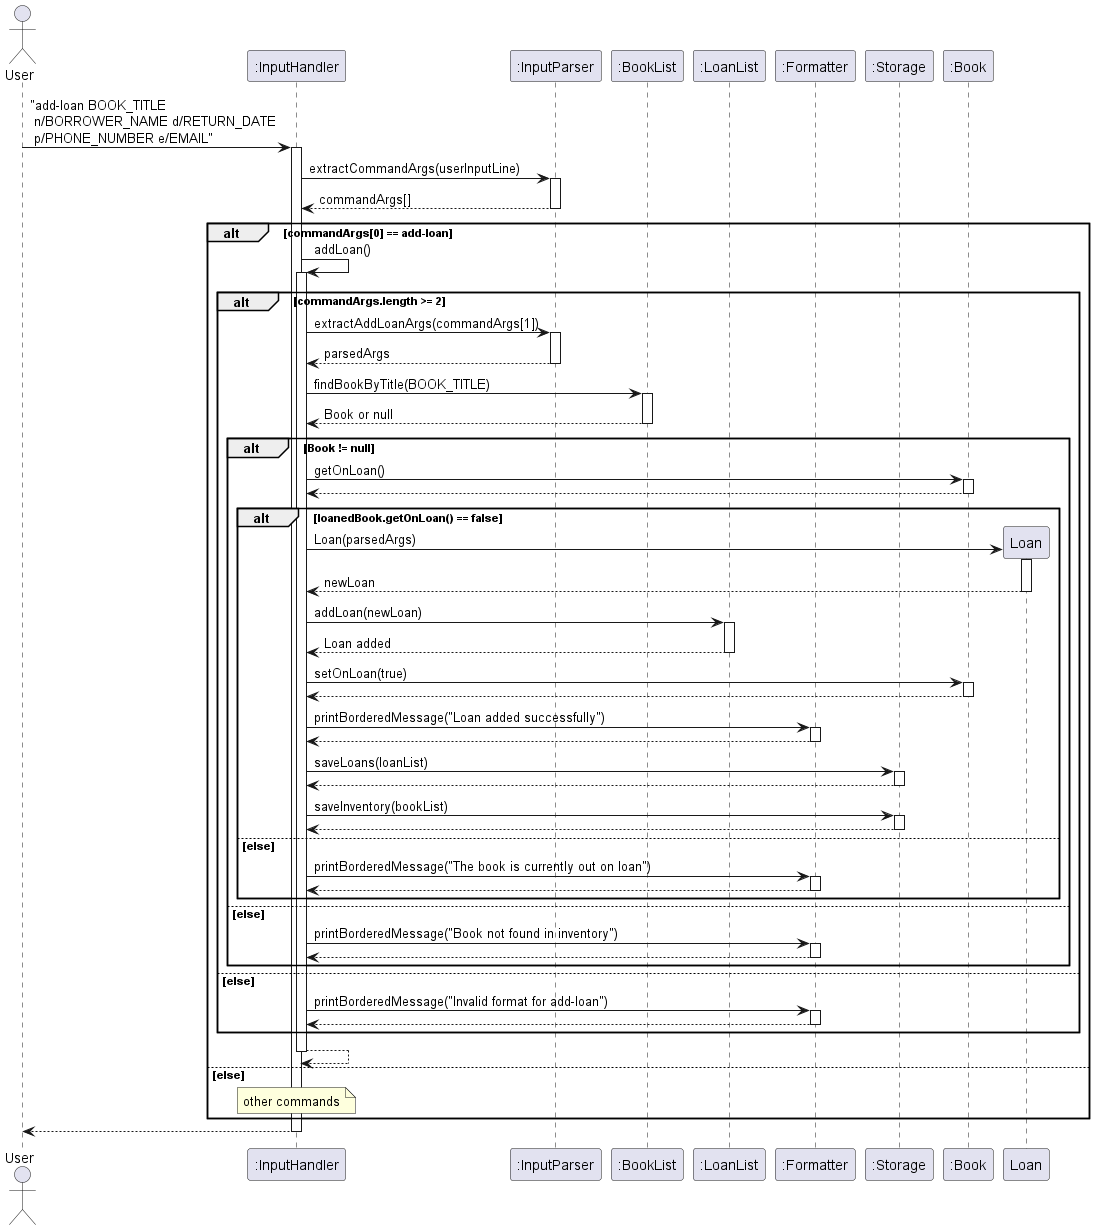 User
:InputHandler
:InputParser
:BookList
:LoanList
:Formatter
:Storage
:Book
"add-loan BOOK_TITLE
n/BORROWER_NAME d/RETURN_DATE
p/PHONE_NUMBER e/EMAIL"
extractCommandArgs(userInputLine)
commandArgs[]
alt
[commandArgs[0] == add-loan]
addLoan()
alt
[commandArgs.length >= 2]
extractAddLoanArgs(commandArgs[1])
parsedArgs
findBookByTitle(BOOK_TITLE)
Book or null
alt
[Book != null]
getOnLoan()
alt
[loanedBook.getOnLoan() == false]
Loan(parsedArgs)
Loan
newLoan
addLoan(newLoan)
Loan added
setOnLoan(true)
printBorderedMessage("Loan added successfully")
saveLoans(loanList)
saveInventory(bookList)
[else]
printBorderedMessage("The book is currently out on loan")
[else]
printBorderedMessage("Book not found in inventory")
[else]
printBorderedMessage("Invalid format for add-loan")
[else]
other commands
User
:InputHandler
:InputParser
:BookList
:LoanList
:Formatter
:Storage
:Book
Loan